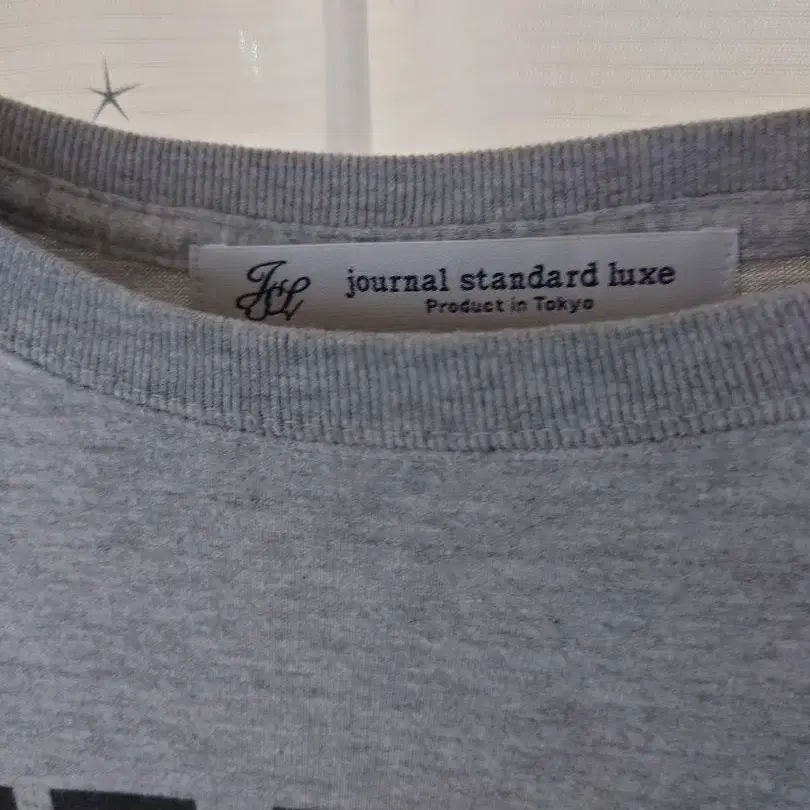 JSL journal standard luxe
Product in Tokyo